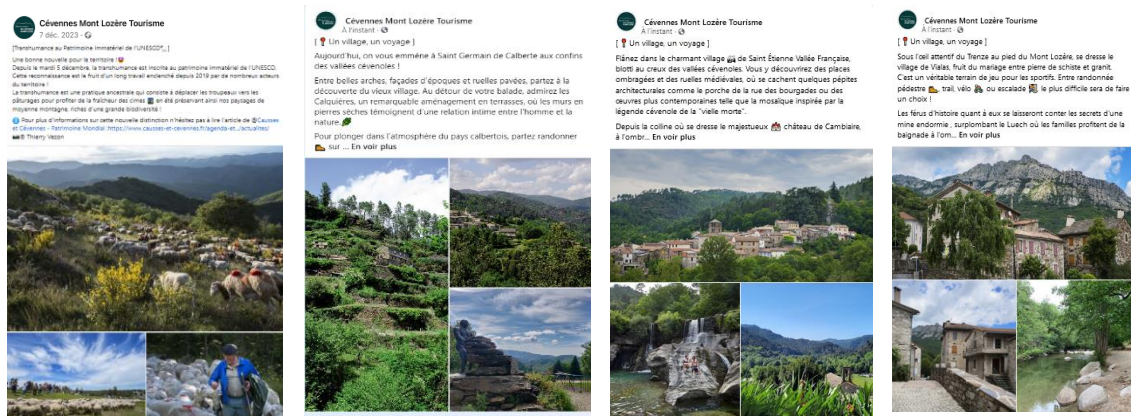 Cévennes Mont Lozère Tourisme
7 déc. 2023 ·
[Transhumance au Patrimoine Immatériel de l'UNESCO
Une bonne nouvelle pour le territoire !
Depuis le mardi 5 décembre, la transhumance est inscrite au patrimoine immatériel de l'UNESCO.
Cette reconnaissance est le fruit d'un long travail enclenché depuis 2019 par de nombreux acteurs
du territoire !
La transhumance est une pratique ancestrale qui consiste à déplacer les troupeaux vers les
pâturages pour profiter de la fraîcheur des cimes en été préservant ainsi nos paysages de
moyenne montagne, riches d'une grande biodiversité !
Pour plus d'informations sur cette nouvelle distinction n'hésitez pas à lire l'article de @Causses
et Cévennes - Patrimoine Mondial :https://www.causses-et-cevennes.fr/agenda-et.../actualites/
© Thierry Vezon
Cévennes Mont Lozère Tourisme
À l'instant ·
[ 📍 Un village, un voyage ]
Aujourd'hui, on vous emmène à Saint Germain de Calberte aux confins
des vallées cévenoles !
Entre belles arches, façades d'époques et ruelles pavées, partez à la
découverte du vieux village. Au détour de votre balade, admirez les
Calquières, un remarquable aménagement en terrasses, où les murs en
pierres sèches témoignent d'une relation intime entre l'homme et la
nature.
Pour plonger dans l'atmosphère du pays calbertois, partez randonner
🥾 sur ... En voir plus
Cévennes Mont Lozère Tourisme
À l'instant ·
[ 📍 Un village, un voyage ]
Flânez dans le charmant village de Saint Étienne Vallée Française,
blotti au creux des vallées cévenoles. Vous y découvrirez des places
ombragées et des ruelles médiévales, où se cachent quelques pépites
architecturales comme le porche de la rue des bourgades ou des
œuvres plus contemporaines telle que la mosaïque inspirée par la
légende cévenole de la "vielle morte".
Depuis la colline où se dresse le majestueux château de Cambiaire,
à l'ombr... En voir plus
Cévennes Mont Lozère Tourisme
À l'instant ·
[ 📍 Un village, un voyage ]
Sous l'œil attentif du Trenze au pied du Mont Lozère, se dresse le
village de Vialas, fruit du mariage entre pierre de schiste et granit.
C'est un véritable terrain de jeu pour les sportifs. Entre randonnée
pédestre 🥾, trail, vélo ou escalade le plus difficile sera de faire
un choix !
Les férus d'histoire quant à eux se laisseront conter les secrets d'une
mine endormie , surplombant le Luech où les familles profitent de la
baignade à l'om... En voir plus